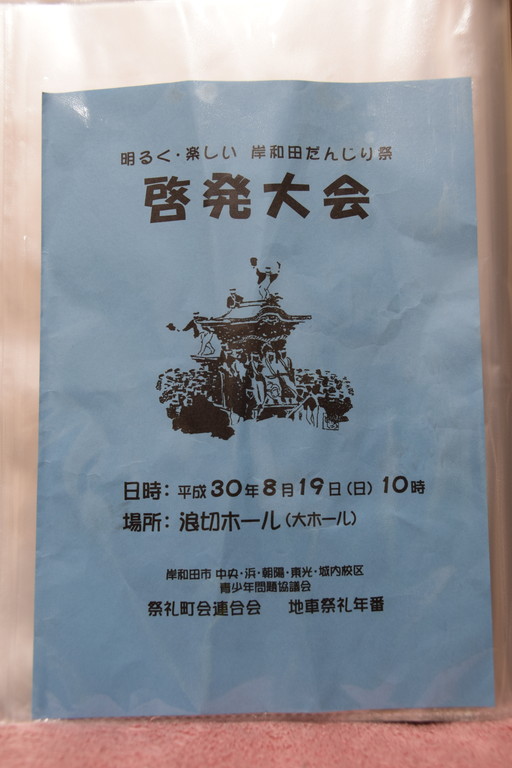 明るく・楽しい 岸和田だんじり祭
啓発大会
日時: 平成30年8月19日(日) 10時
場所: 浪切ホール(大ホール)
岸和田市 中央・浜・朝陽・東光・城内校区
青少年問題協議会
祭礼町会連合会 地車祭礼年番